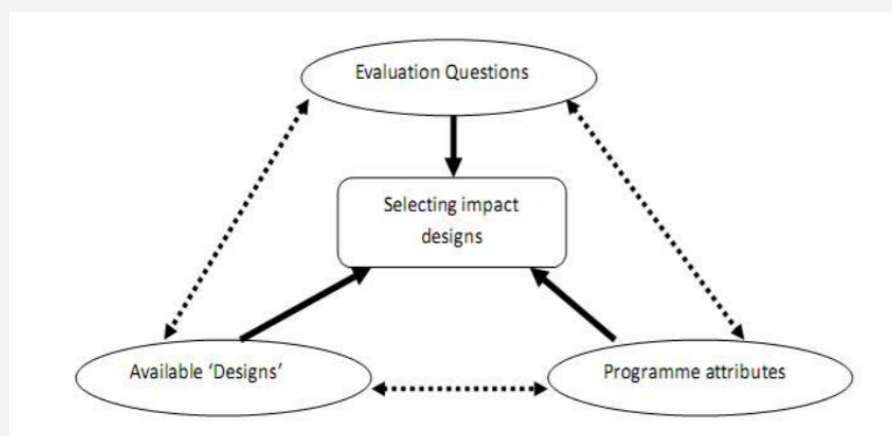 Evaluation Questions
Selecting impact
designs
Available ‘Designs’
Programme attributes